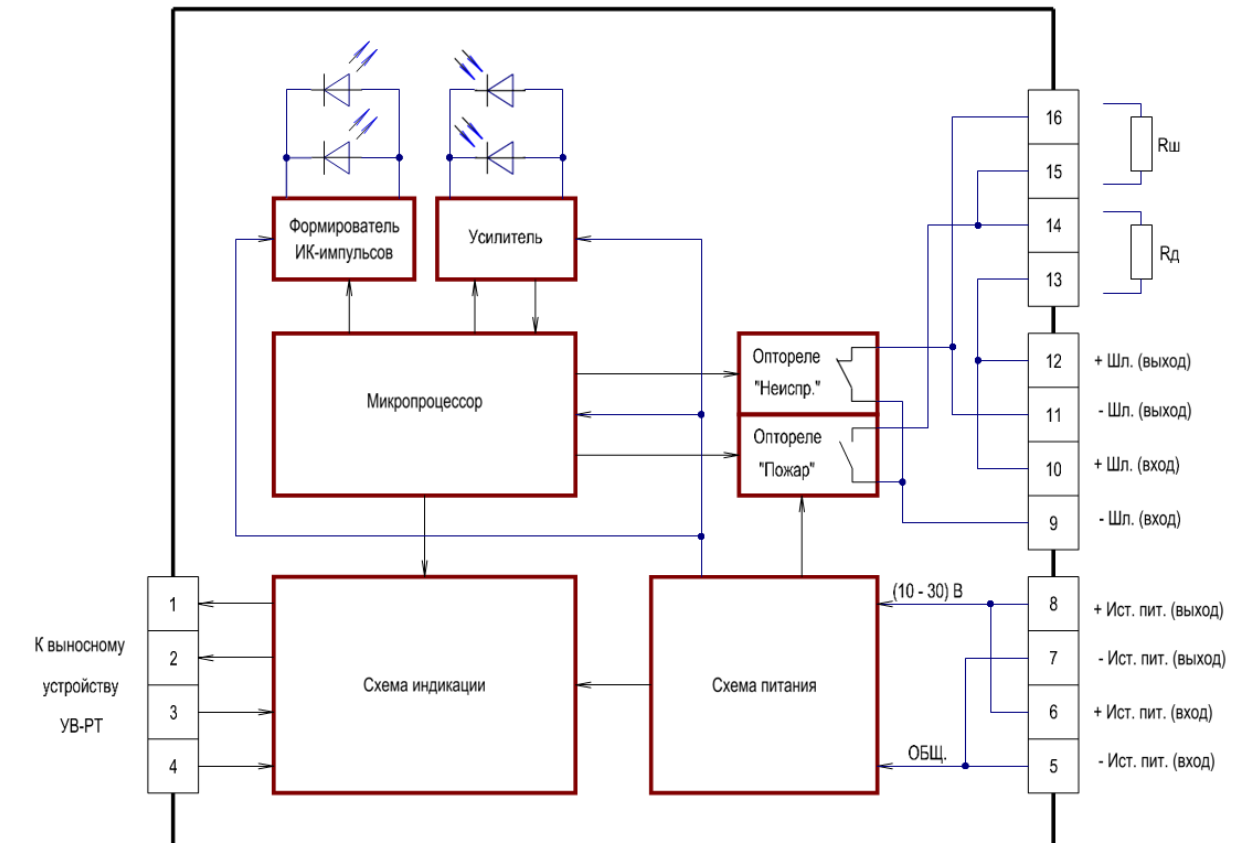 Формирователь
ИК-импульсов
Усилитель
Микропроцессор
Оптореле
"Неиспр."
Оптореле
"Пожар"
16
15
14
13
Rш
Rд
12
11
10
9
+ Шл. (выход)
- Шл. (выход)
+ Шл. (вход)
- Шл. (вход)
К выносному
устройству
УВ-РТ
1
2
3
4
Схема индикации
Схема питания
(10 - 30) В
ОБЩ.
8
7
6
5
+ Ист. пит. (выход)
- Ист. пит. (выход)
+ Ист. пит. (вход)
- Ист. пит. (вход)